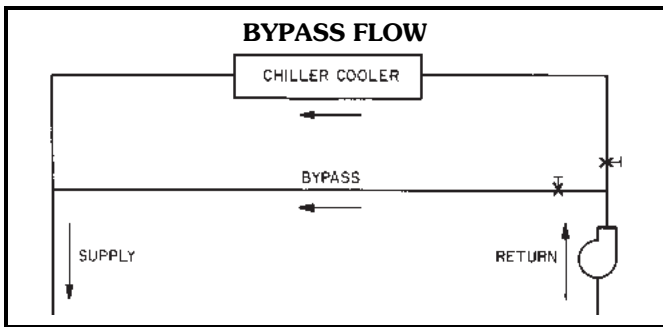 BYPASS FLOW
CHILLER COOLER
BYPASS
SUPPLY
RETURN